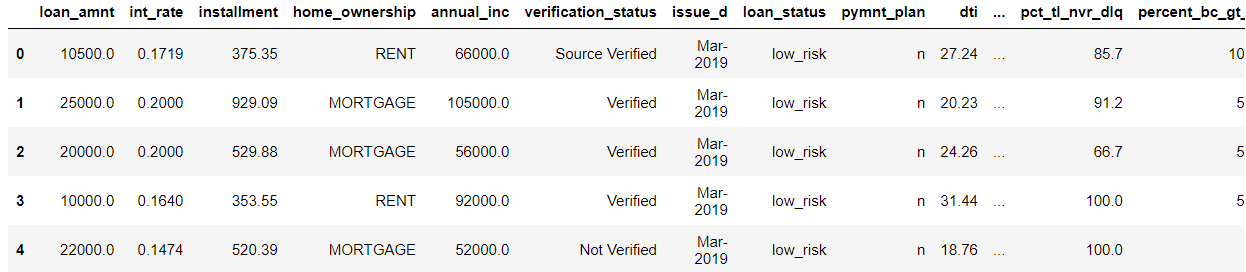 loan_amnt int_rate installment home_ownership annual_inc verification_status issue_d loan_status pymnt_plan dti ... pct_tl_nvr_dlq percent_bc_gt_
0 10500.0 0.1719 375.35 RENT 66000.0 Source Verified Mar-2019 low_risk n 27.24 ... 85.7 10
1 25000.0 0.2000 929.09 MORTGAGE 105000.0 Verified Mar-2019 low_risk n 20.23 ... 91.2 5
2 20000.0 0.2000 529.88 MORTGAGE 56000.0 Verified Mar-2019 low_risk n 24.26 ... 66.7 5
3 10000.0 0.1640 353.55 RENT 92000.0 Verified Mar-2019 low_risk n 31.44 ... 100.0 5
4 22000.0 0.1474 520.39 MORTGAGE 52000.0 Not Verified Mar-2019 low_risk n 18.76 ... 100.0